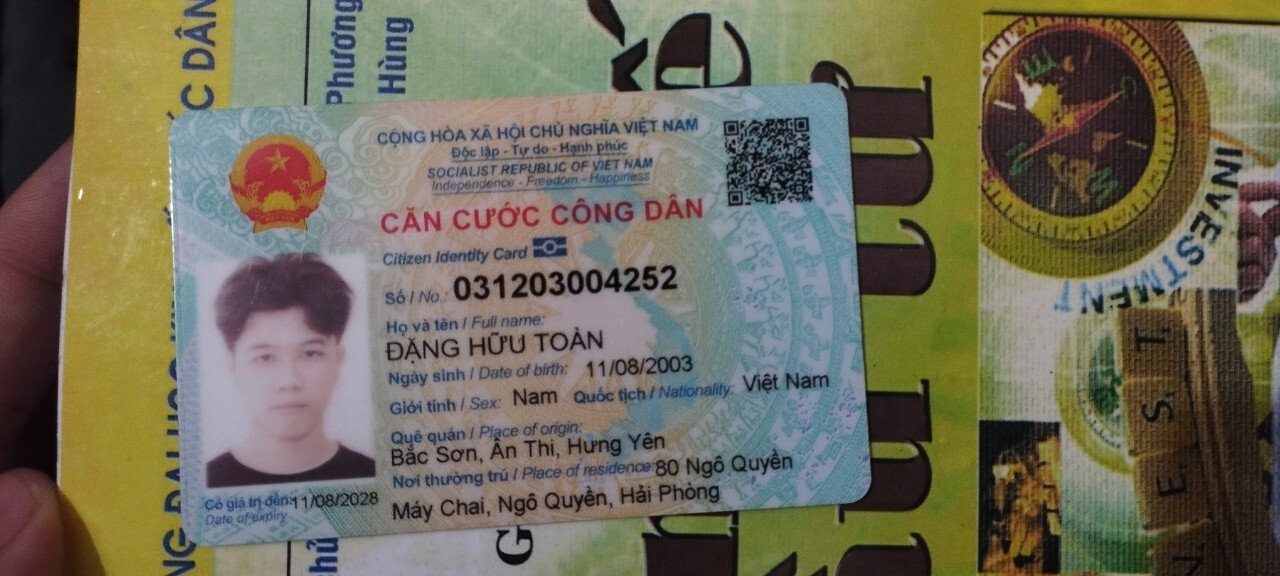 CỘNG HÒA XÃ HỘI CHỦ NGHĨA VIỆT NAM
Độc lập - Tự do - Hạnh phúc
SOCIALIST REPUBLIC OF VIET NAM
Independence - Freedom - Happiness
CĂN CƯỚC CÔNG DÂN
Citizen Identity Card
Số / No.: 031203004252
Họ và tên / Full name:
ĐẶNG HỮU TOÀN
Ngày sinh / Date of birth: 11/08/2003
Giới tính / Sex: Nam Quốc tịch / Nationality: Việt Nam
Quê quán / Place of origin:
Bắc Sơn, Ân Thi, Hưng Yên
Nơi thường trú / Place of residence: 80 Ngô Quyền
Máy Chai, Ngô Quyền, Hải Phòng
Có giá trị đến: 11/08/2028
Date of expiry
Phương
Hùng
INVESTMENT